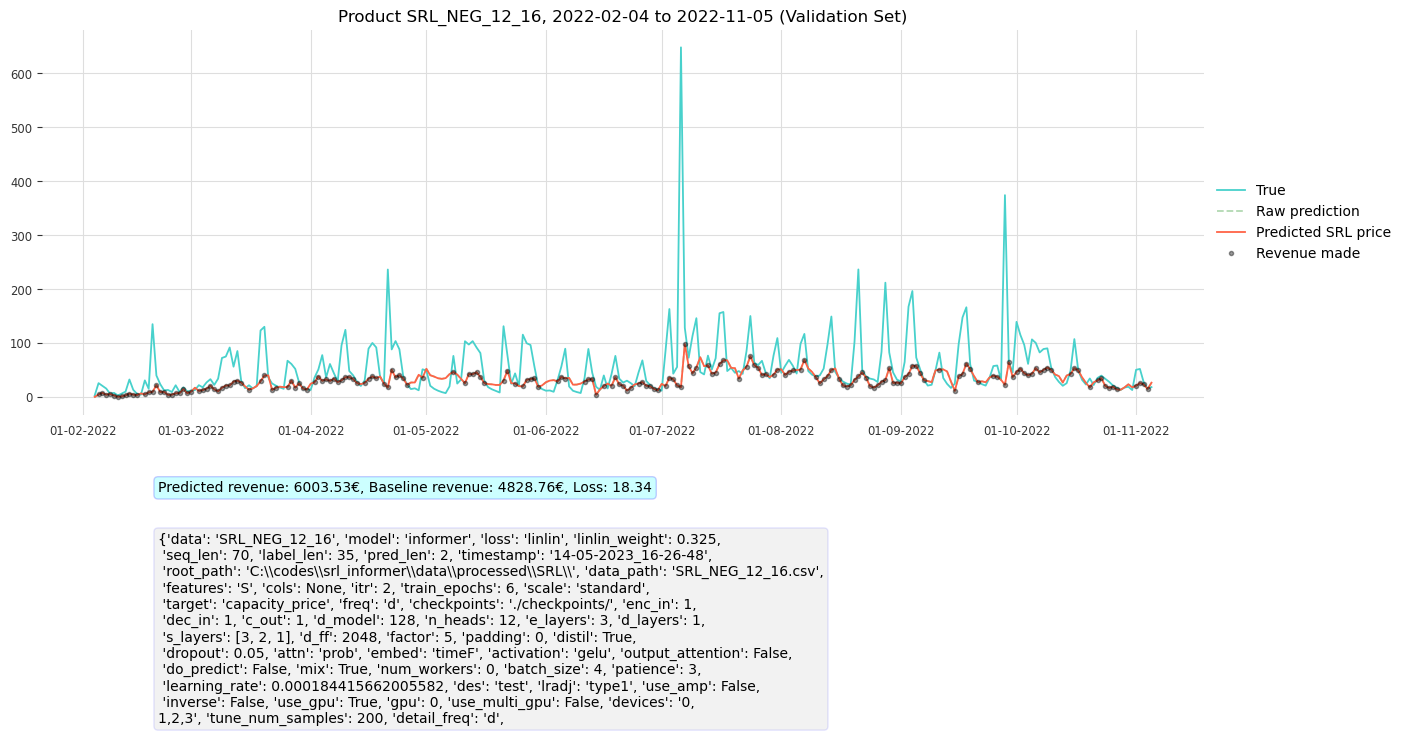 Product SRL_NEG_12_16, 2022-02-04 to 2022-11-05 (Validation Set)
600
500
400
300
200
100
0
01-02-2022
01-03-2022
01-04-2022
01-05-2022
01-06-2022
01-07-2022
01-08-2022
01-09-2022
01-10-2022
01-11-2022
True
Raw prediction
Predicted SRL price
Revenue made
Predicted revenue: 6003.53€, Baseline revenue: 4828.76€, Loss: 18.34
{'data': 'SRL_NEG_12_16', 'model': 'informer', 'loss': 'linlin', 'linlin_weight': 0.325,
'seq_len': 70, 'label_len': 35, 'pred_len': 2, 'timestamp': '14-05-2023_16-26-48',
'root_path': 'C:\\codes\\srl_informer\\data\\processed\\SRL\\', 'data_path': 'SRL_NEG_12_16.csv',
'features': 'S', 'cols': None, 'itr': 2, 'train_epochs': 6, 'scale': 'standard',
'target': 'capacity_price', 'freq': 'd', 'checkpoints': './checkpoints/', 'enc_in': 1,
'dec_in': 1, 'c_out': 1, 'd_model': 128, 'n_heads': 12, 'e_layers': 3, 'd_layers': 1,
's_layers': [3, 2, 1], 'd_ff': 2048, 'factor': 5, 'padding': 0, 'distil': True,
'dropout': 0.05, 'attn': 'prob', 'embed': 'timeF', 'activation': 'gelu', 'output_attention': False,
'do_predict': False, 'mix': True, 'num_workers': 0, 'batch_size': 4, 'patience': 3,
'learning_rate': 0.000184415662005582, 'des': 'test', 'lradj': 'type1', 'use_amp': False,
'inverse': False, 'use_gpu': True, 'gpu': 0, 'use_multi_gpu': False, 'devices': '0,
1,2,3', 'tune_num_samples': 200, 'detail_freq': 'd',